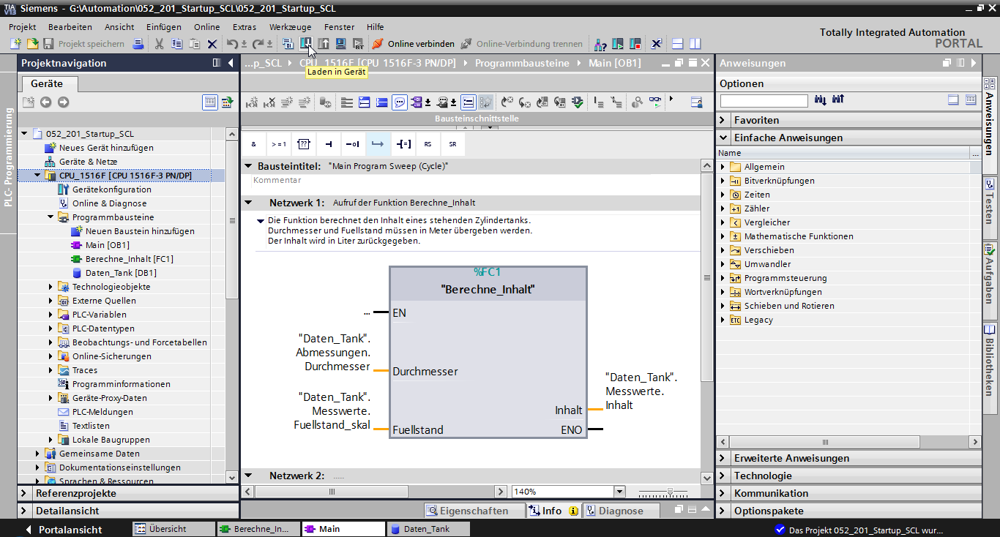 TIA V13 Siemens - G:\Automation\052_201_Startup_SCL\052_201_Startup_SCL
Projekt Bearbeiten Ansicht Einfügen Online Extras Werkzeuge Fenster Hilfe
Totally Integrated Automation
PORTAL
Projekt speichern Online verbinden Online-Verbindung trennen
Projektnavigation
Geräte
PLC- Programmierung
052_201_Startup_SCL
Neues Gerät hinzufügen
Geräte & Netze
CPU_1516F [CPU 1516F-3 PN/DP]
Gerätekonfiguration
Online & Diagnose
Programmbausteine
Neuen Baustein hinzufügen
Main [OB1]
Berechne_Inhalt [FC1]
Daten_Tank [DB1]
Technologieobjekte
Externe Quellen
PLC-Variablen
PLC-Datentypen
Beobachtungs- und Forcetabellen
Online-Sicherungen
Traces
Programminformationen
Geräte-Proxy-Daten
PLC-Meldungen
Textlisten
Lokale Baugruppen
Gemeinsame Daten
Dokumentationseinstellungen
Sprachen & Ressourcen
Referenzprojekte
Detailansicht
...p_SCL CPU_1516F [CPU 1516F-3 PN/DP] Programmbausteine Main [OB1]
Laden in Gerät
Bausteinschnittstelle
& >=1 [??] ⊣ -o| ↦ -[=] RS SR
Bausteintitel: "Main Program Sweep (Cycle)"
Kommentar
Netzwerk 1: Aufruf der Funktion Berechne_Inhalt
Die Funktion berechnet den Inhalt eines stehenden Zylindertanks.
Durchmesser und Fuellstand müssen in Meter übergeben werden.
Der Inhalt wird in Liter zurückgegeben.
%FC1
"Berechne_Inhalt"
... EN
"Daten_Tank".
Abmessungen.
Durchmesser Durchmesser
"Daten_Tank".
Messwerte.
Fuellstand_skal Fuellstand
"Daten_Tank".
Messwerte.
Inhalt Inhalt
ENO
Netzwerk 2: .....
140%
Eigenschaften Info Diagnose
Anweisungen
Optionen
Favoriten
Einfache Anweisungen
Name ...
Allgemein
Bitverknüpfungen
Zeiten
Zähler
Vergleicher
Mathematische Funktionen
Verschieben
Umwandler
Programmsteuerung
Wortverknüpfungen
Schieben und Rotieren
Legacy
Erweiterte Anweisungen
Technologie
Kommunikation
Optionspakete
Anweisungen
Testen
Aufgaben
Bibliotheken
Portalansicht Übersicht Berechne_In... Main Daten_Tank Das Projekt 052_201_Startup_SCL wur...